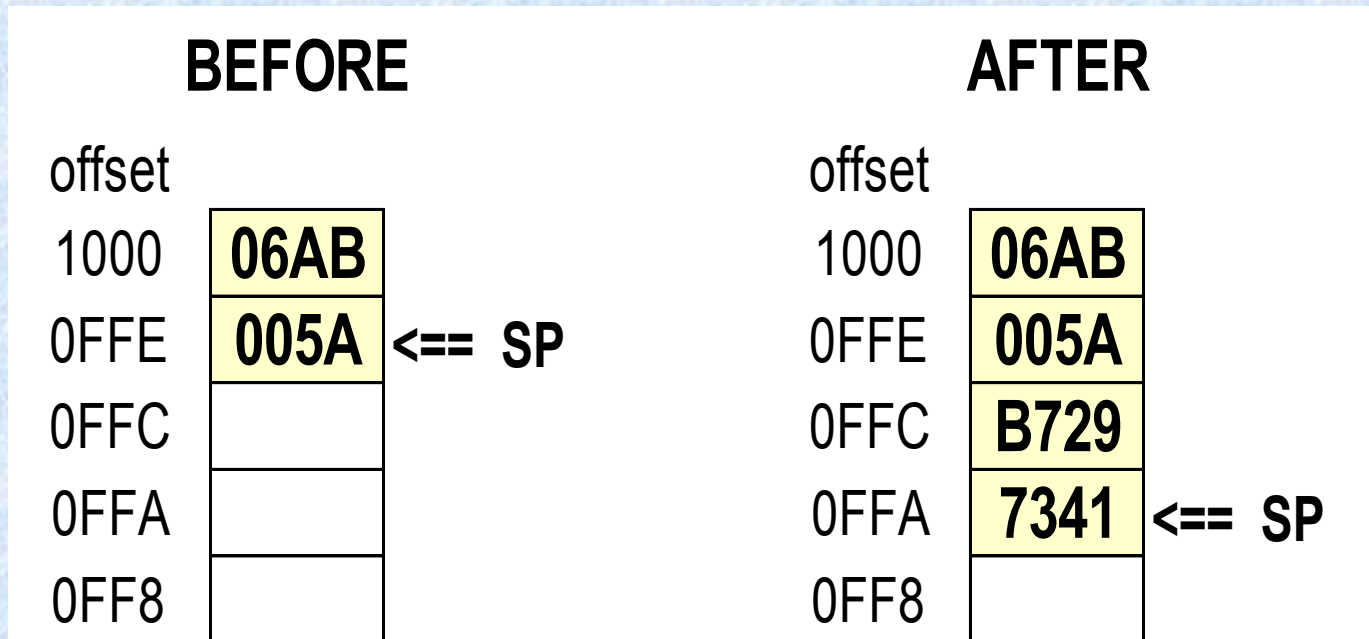 BEFORE AFTER
offset offset
1000 06AB 1000 06AB
0FFE 005A <== SP 0FFE 005A
0FFC 0FFC B729
0FFA 0FFA 7341 <== SP
0FF8 0FF8